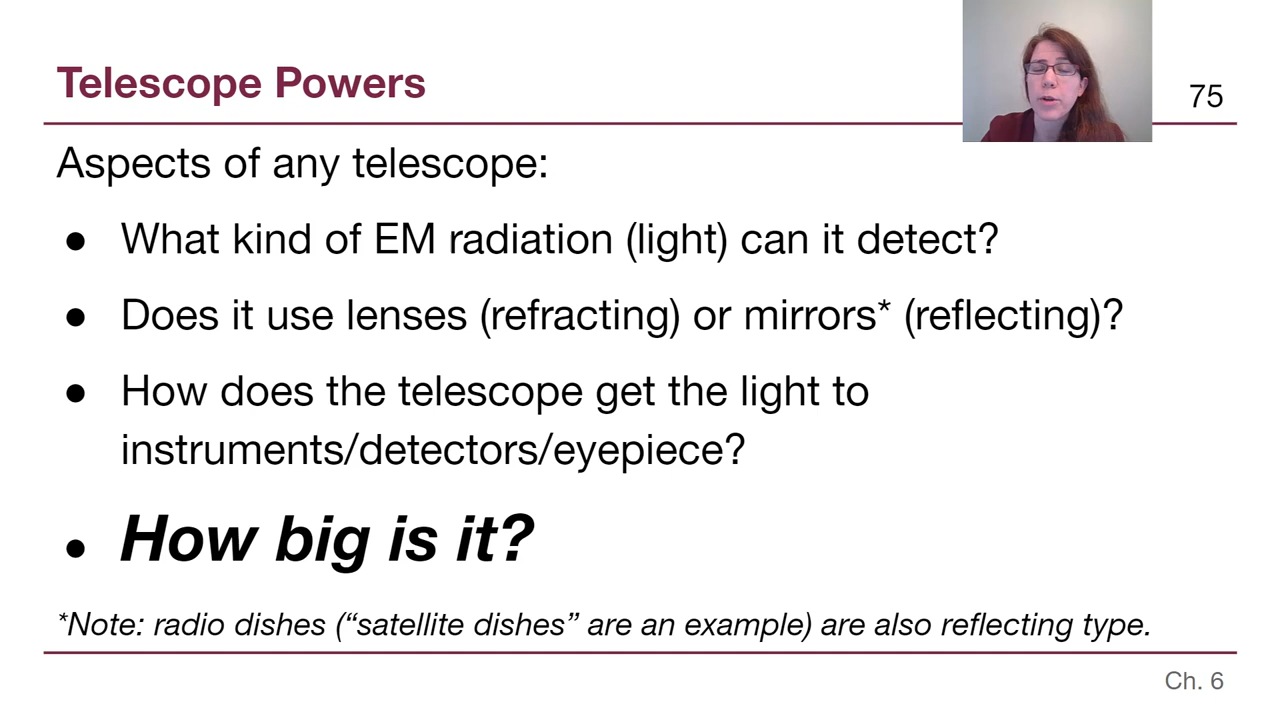 Telescope Powers
75
Aspects of any telescope:
● What kind of EM radiation (light) can it detect?
● Does it use lenses (refracting) or mirrors* (reflecting)?
● How does the telescope get the light to
instruments/detectors/eyepiece?
● How big is it?
*Note: radio dishes (“satellite dishes” are an example) are also reflecting type.
Ch. 6